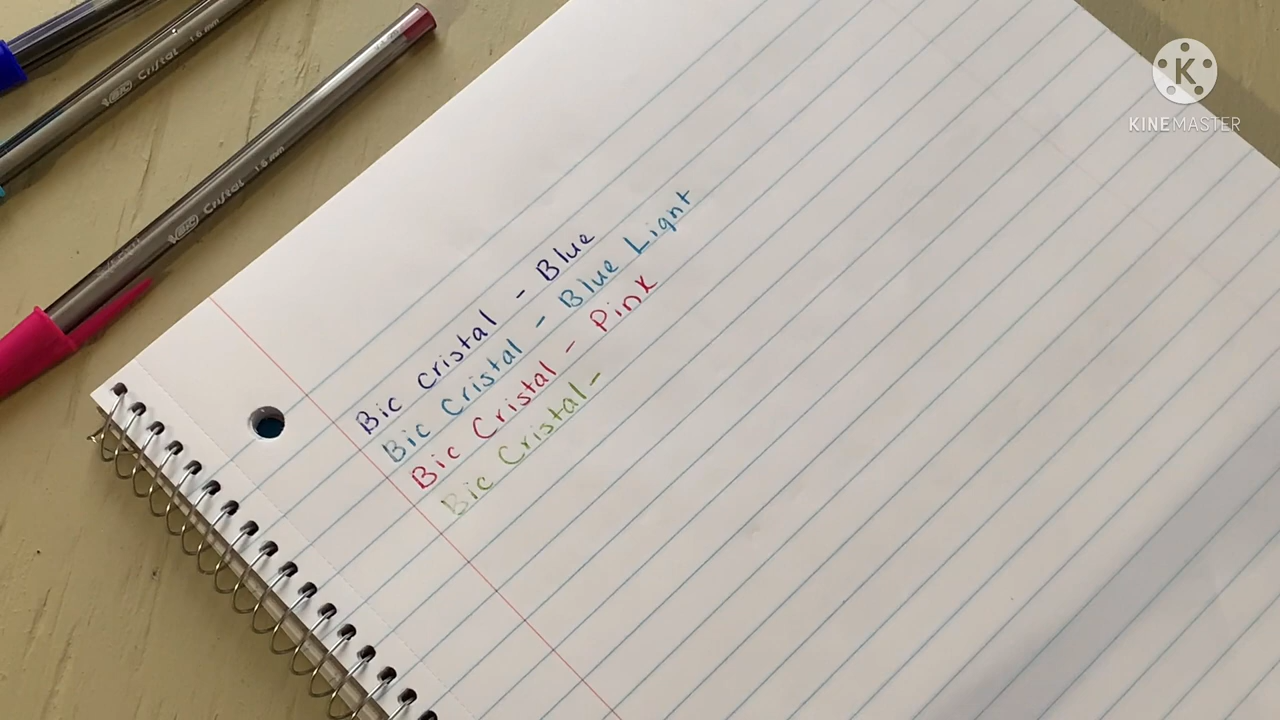 BIC Cristal 1.6 mm
BIC Cristal 1.6 mm
KINEMASTER
Bic cristal - Blue
Bic Cristal - Blue Light
Bic Cristal - Pink
Bic Cristal -